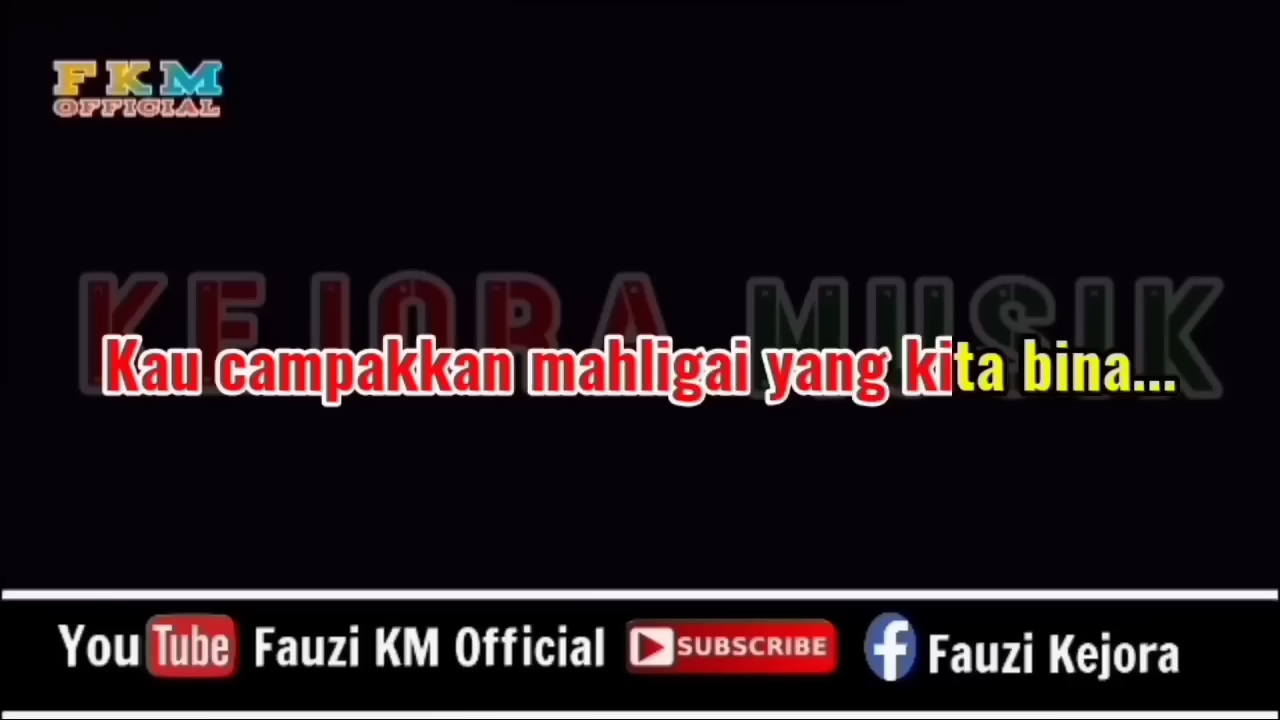 FKM
OFFICIAL
KEJORA MUSIK
Kau campakkan mahligai yang kita bina...
YouTube Fauzi KM Official SUBSCRIBE f Fauzi Kejora